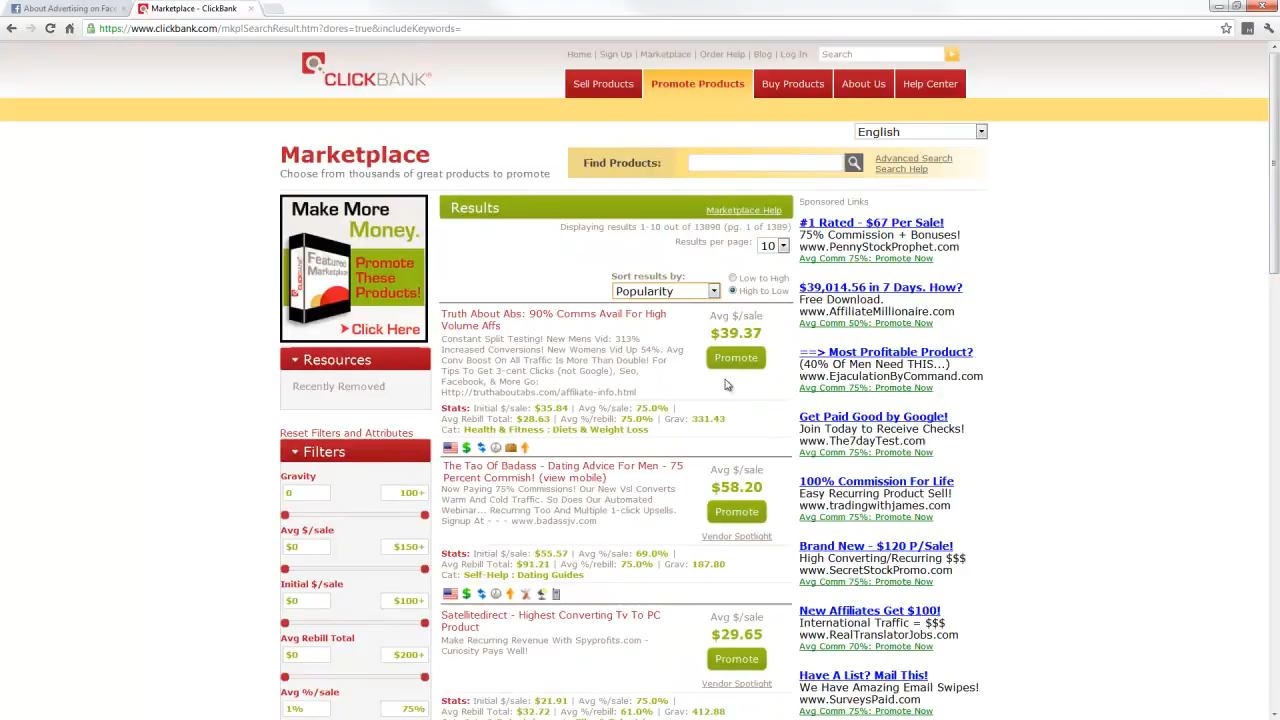 About Advertising on Face
Marketplace - ClickBank
https://www.clickbank.com/mkplSearchResult.htm?dores=true&includeKeywords=
Home | Sign Up | Marketplace | Order Help | Blog | Log In
Search
CLICKBANK®
Sell Products
Promote Products
Buy Products
About Us
Help Center
English
Marketplace
Choose from thousands of great products to promote
Find Products:
Advanced Search
Search Help
Make More
Money.
Featured
Marketplace
Promote
These
Products!
Click Here
Resources
Recently Removed
Reset Filters and Attributes
Filters
Gravity
0
100+
Avg $/sale
$0
$150+
Initial $/sale
$0
$100+
Avg Rebill Total
$0
$200+
Avg %/sale
1%
75%
Results
Marketplace Help
Displaying results 1-10 out of 13890 (pg. 1 of 1389)
Results per page:
10
Sort results by:
Popularity
Low to High
High to Low
Truth About Abs: 90% Comms Avail For High
Volume Affs
Constant Split Testing! New Mens Vid: 313%
Increased Conversions! New Womens Vid Up 54%. Avg
Conv Boost On All Traffic Is More Than Double! For
Tips To Get 3-cent Clicks (not Google), Seo,
Facebook, & More Go:
Http://truthaboutabs.com/affiliate-info.html
Avg $/sale
$39.37
Promote
Stats: Initial $/sale: $35.84 | Avg %/sale: 75.0% |
Avg Rebill Total: $28.63 | Avg %/rebill: 75.0% | Grav: 331.43
Cat: Health & Fitness : Diets & Weight Loss
The Tao Of Badass - Dating Advice For Men - 75
Percent Commish! (view mobile)
Now Paying 75% Commissions! Our New Vsl Converts
Warm And Cold Traffic. So Does Our Automated
Webinar... Recurring Too And Multiple 1-click Upsells.
Signup At - - - www.badassjv.com
Avg $/sale
$58.20
Promote
Vendor Spotlight
Stats: Initial $/sale: $55.57 | Avg %/sale: 69.0% |
Avg Rebill Total: $91.21 | Avg %/rebill: 75.0% | Grav: 187.80
Cat: Self-Help : Dating Guides
Satellitedirect - Highest Converting Tv To PC
Product
Make Recurring Revenue With Spyprofits.com -
Curiosity Pays Well!
Avg $/sale
$29.65
Promote
Vendor Spotlight
Stats: Initial $/sale: $21.91 | Avg %/sale: 75.0% |
Avg Rebill Total: $32.72 | Avg %/rebill: 61.0% | Grav: 412.88
Sponsored Links
#1 Rated - $67 Per Sale!
75% Commission + Bonuses!
www.PennyStockProphet.com
Avg Comm 75%: Promote Now
$39,014.56 in 7 Days. How?
Free Download.
www.AffiliateMillionaire.com
Avg Comm 50%: Promote Now
==> Most Profitable Product?
(40% Of Men Need THIS...)
www.EjaculationByCommand.com
Avg Comm 75%: Promote Now
Get Paid Good by Google!
Join Today to Receive Checks!
www.The7dayTest.com
Avg Comm 75%: Promote Now
100% Commission For Life
Easy Recurring Product Sell!
www.tradingwithjames.com
Avg Comm 75%: Promote Now
Brand New - $120 P/Sale!
High Converting/Recurring $$$
www.SecretStockPromo.com
Avg Comm 75%: Promote Now
New Affiliates Get $100!
International Traffic = $$$
www.RealTranslatorJobs.com
Avg Comm 70%: Promote Now
Have A List? Mail This!
We Have Amazing Email Swipes!
www.SurveysPaid.com
Avg Comm 75%: Promote Now